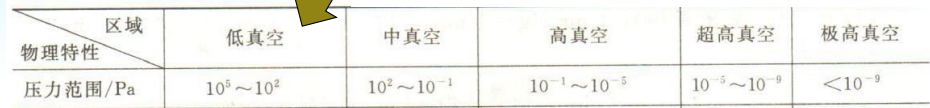 区域
物理特性
低真空 中真空 高真空 超高真空 极高真空
压力范围/Pa 10⁵～10² 10²～10⁻¹ 10⁻¹～10⁻⁵ 10⁻⁵～10⁻⁹ <10⁻⁹